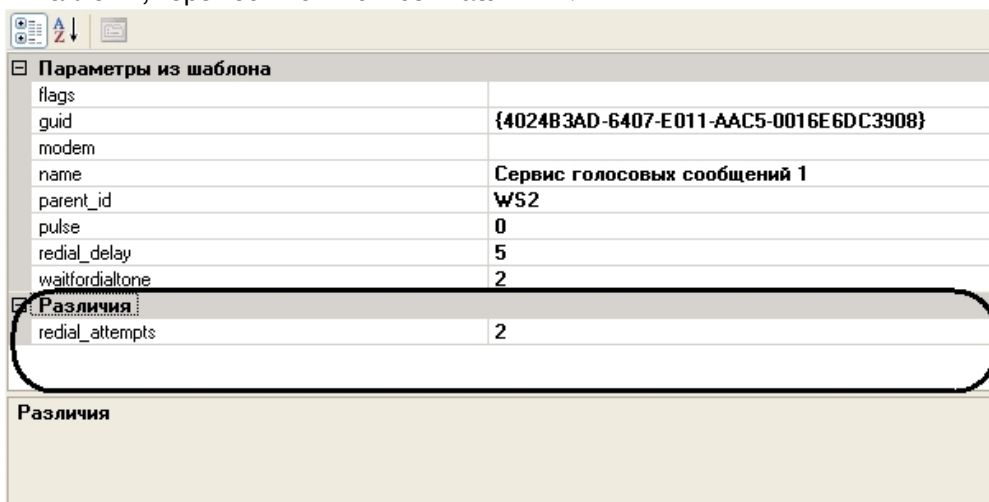 Параметры из шаблона
flags
guid {4024B3AD-6407-E011-AAC5-0016E6DC3908}
modem
name Сервис голосовых сообщений 1
parent_id WS2
pulse 0
redial_delay 5
waitfordialtone 2
Различия
redial_attempts 2
Различия